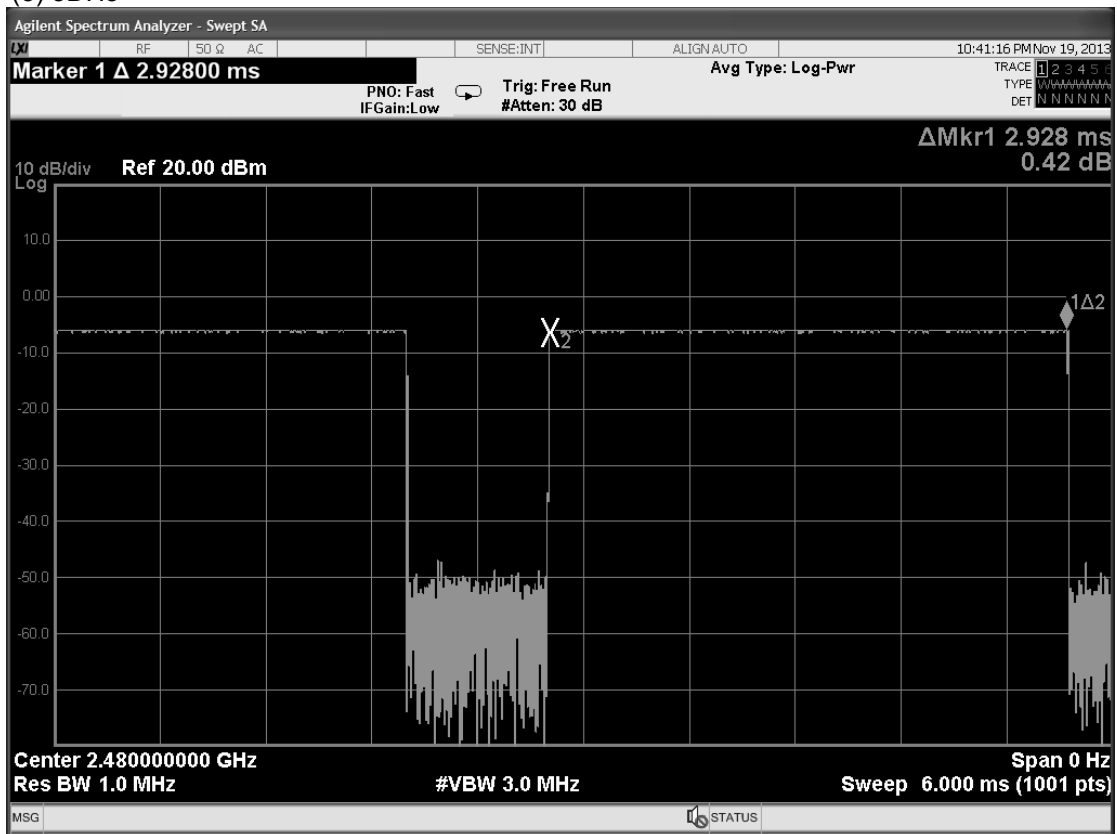 Agilent Spectrum Analyzer - Swept SA
LXI RF 50 Ω AC SENSE:INT ALIGN AUTO 10:41:16 PM Nov 19, 2013
Marker 1 Δ 2.92800 ms
PNO: Fast
IFGain:Low
Trig: Free Run
#Atten: 30 dB
Avg Type: Log-Pwr
TRACE 1 2 3 4 5 6
TYPE
DET N N N N N N
ΔMkr1 2.928 ms
0.42 dB
10 dB/div Ref 20.00 dBm
Log
10.0
0.00
1Δ2
X2
-10.0
-20.0
-30.0
-40.0
-50.0
-60.0
-70.0
Center 2.480000000 GHz Span 0 Hz
Res BW 1.0 MHz #VBW 3.0 MHz Sweep 6.000 ms (1001 pts)
MSG STATUS